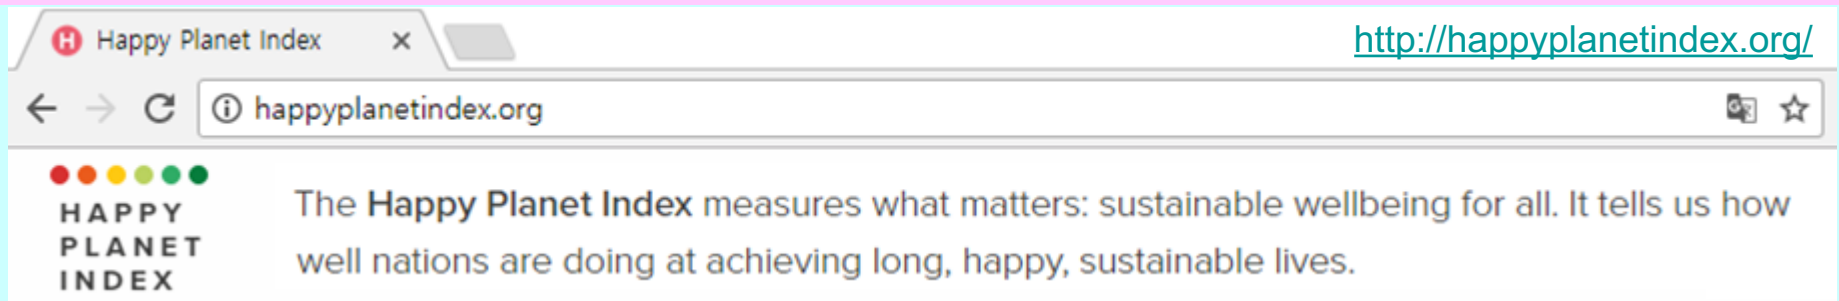 Happy Planet Index
http://happyplanetindex.org/
happyplanetindex.org
HAPPY
PLANET
INDEX
The Happy Planet Index measures what matters: sustainable wellbeing for all. It tells us how
well nations are doing at achieving long, happy, sustainable lives.